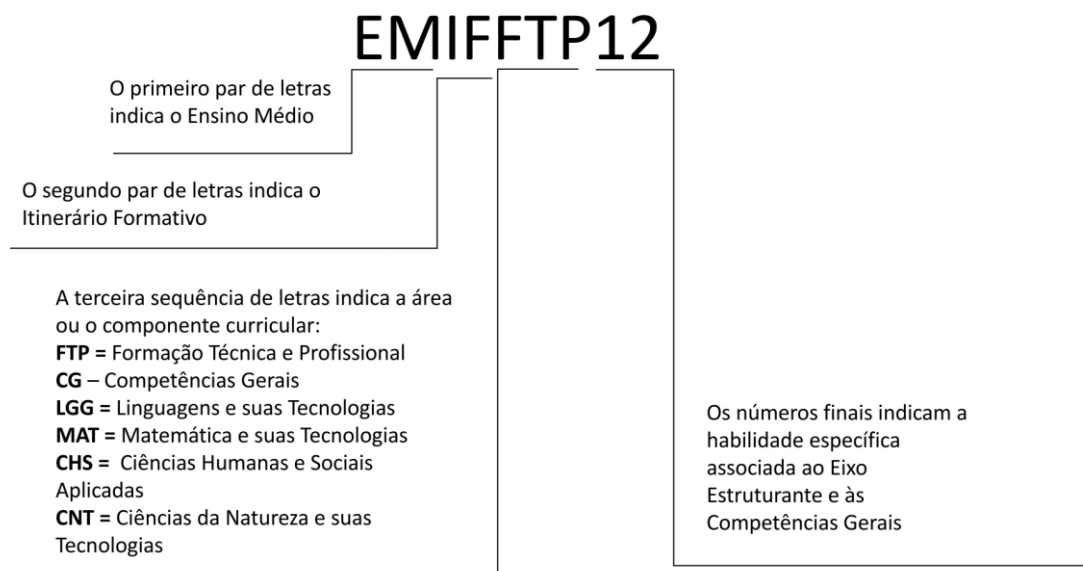 EMIFFTP12
O primeiro par de letras
indica o Ensino Médio
O segundo par de letras indica o
Itinerário Formativo
A terceira sequência de letras indica a área
ou o componente curricular:
FTP = Formação Técnica e Profissional
CG – Competências Gerais
LGG = Linguagens e suas Tecnologias
MAT = Matemática e suas Tecnologias
CHS = Ciências Humanas e Sociais
Aplicadas
CNT = Ciências da Natureza e suas
Tecnologias
Os números finais indicam a
habilidade específica
associada ao Eixo
Estruturante e às
Competências Gerais